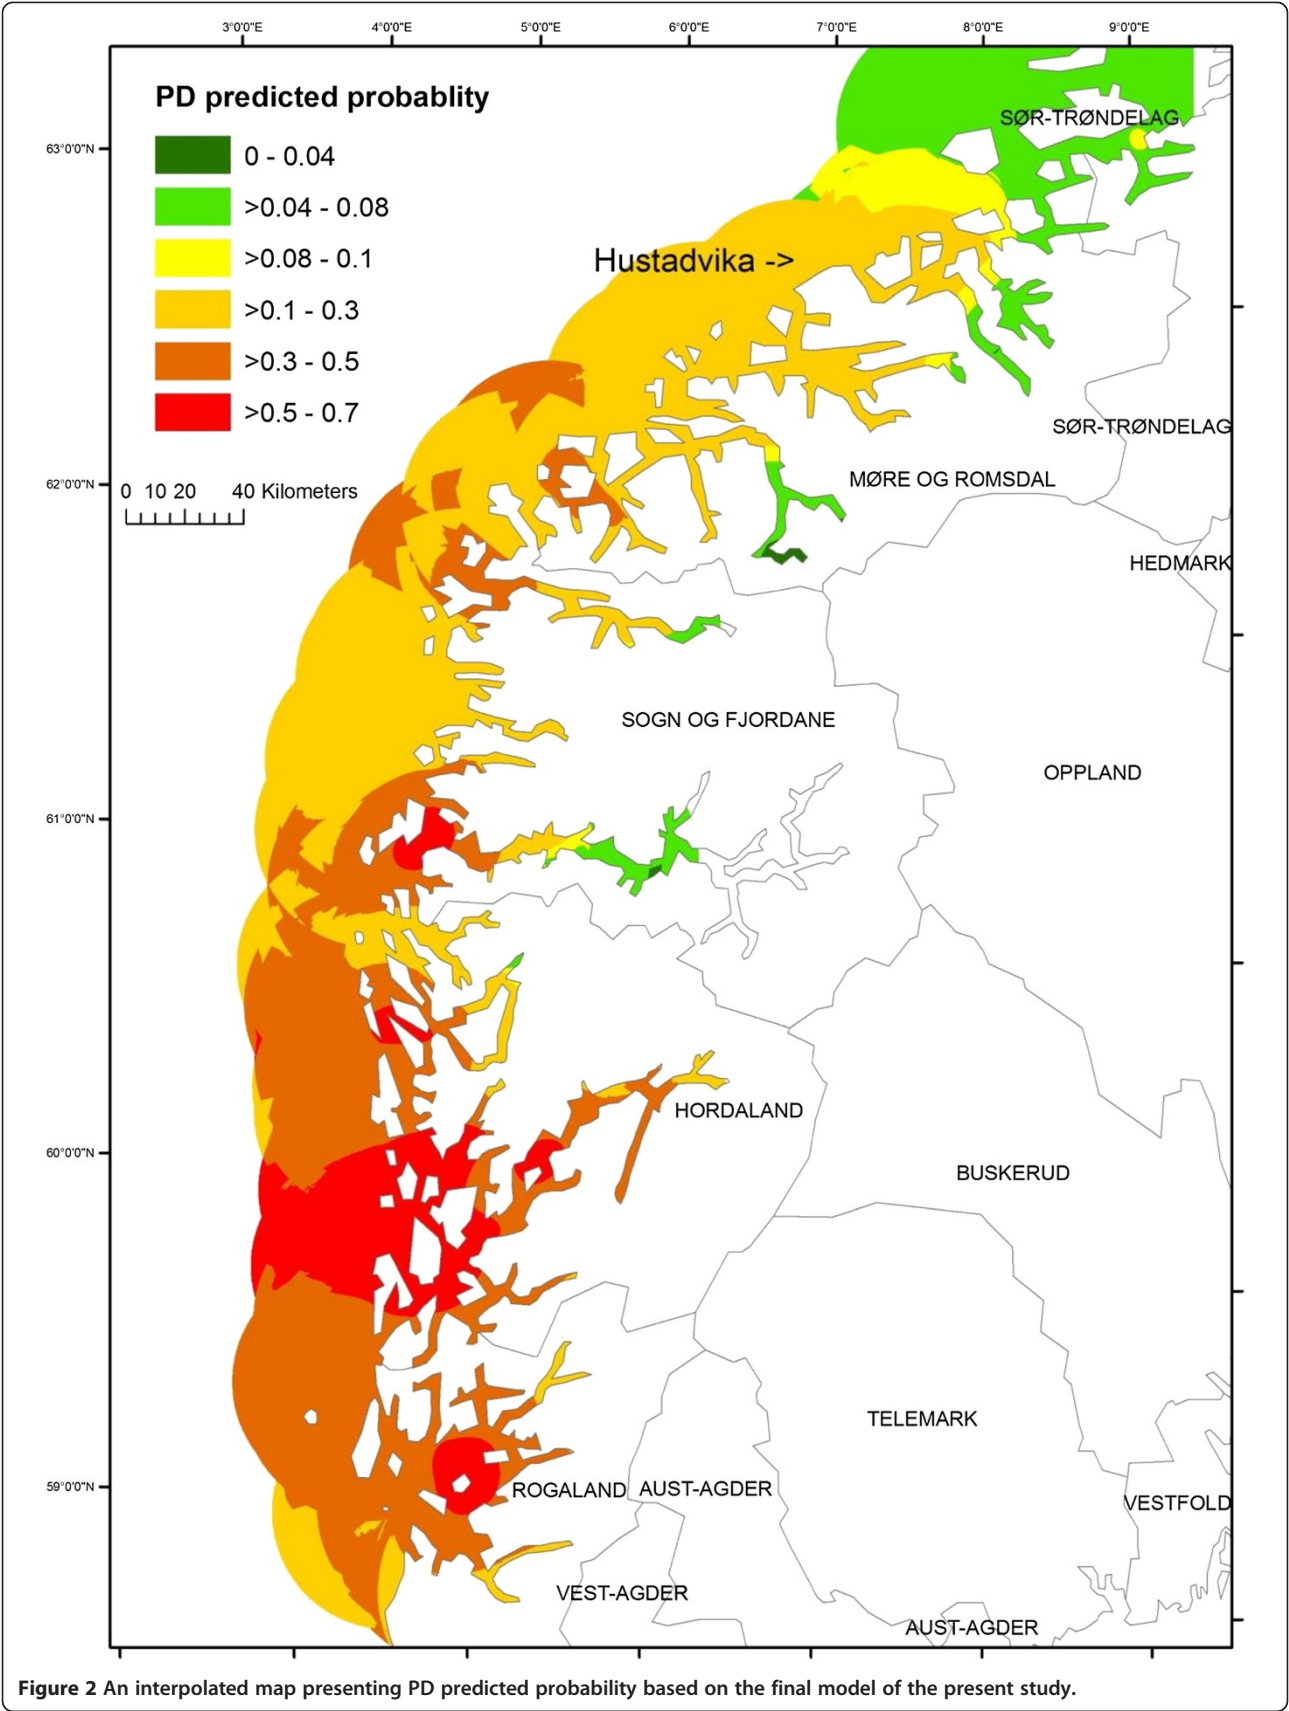 3°0'0"E 4°0'0"E 5°0'0"E 6°0'0"E 7°0'0"E 8°0'0"E 9°0'0"E
PD predicted probablity
0 - 0.04
>0.04 - 0.08
>0.08 - 0.1
>0.1 - 0.3
>0.3 - 0.5
>0.5 - 0.7
0 10 20 40 Kilometers
63°0'0"N
62°0'0"N
61°0'0"N
60°0'0"N
59°0'0"N
SØR-TRØNDELAG
Hustadvika ->
SØR-TRØNDELAG
MØRE OG ROMSDAL
HEDMARK
SOGN OG FJORDANE
OPPLAND
HORDALAND
BUSKERUD
TELEMARK
ROGALAND AUST-AGDER
VESTFOLD
VEST-AGDER
AUST-AGDER
Figure 2 An interpolated map presenting PD predicted probability based on the final model of the present study.